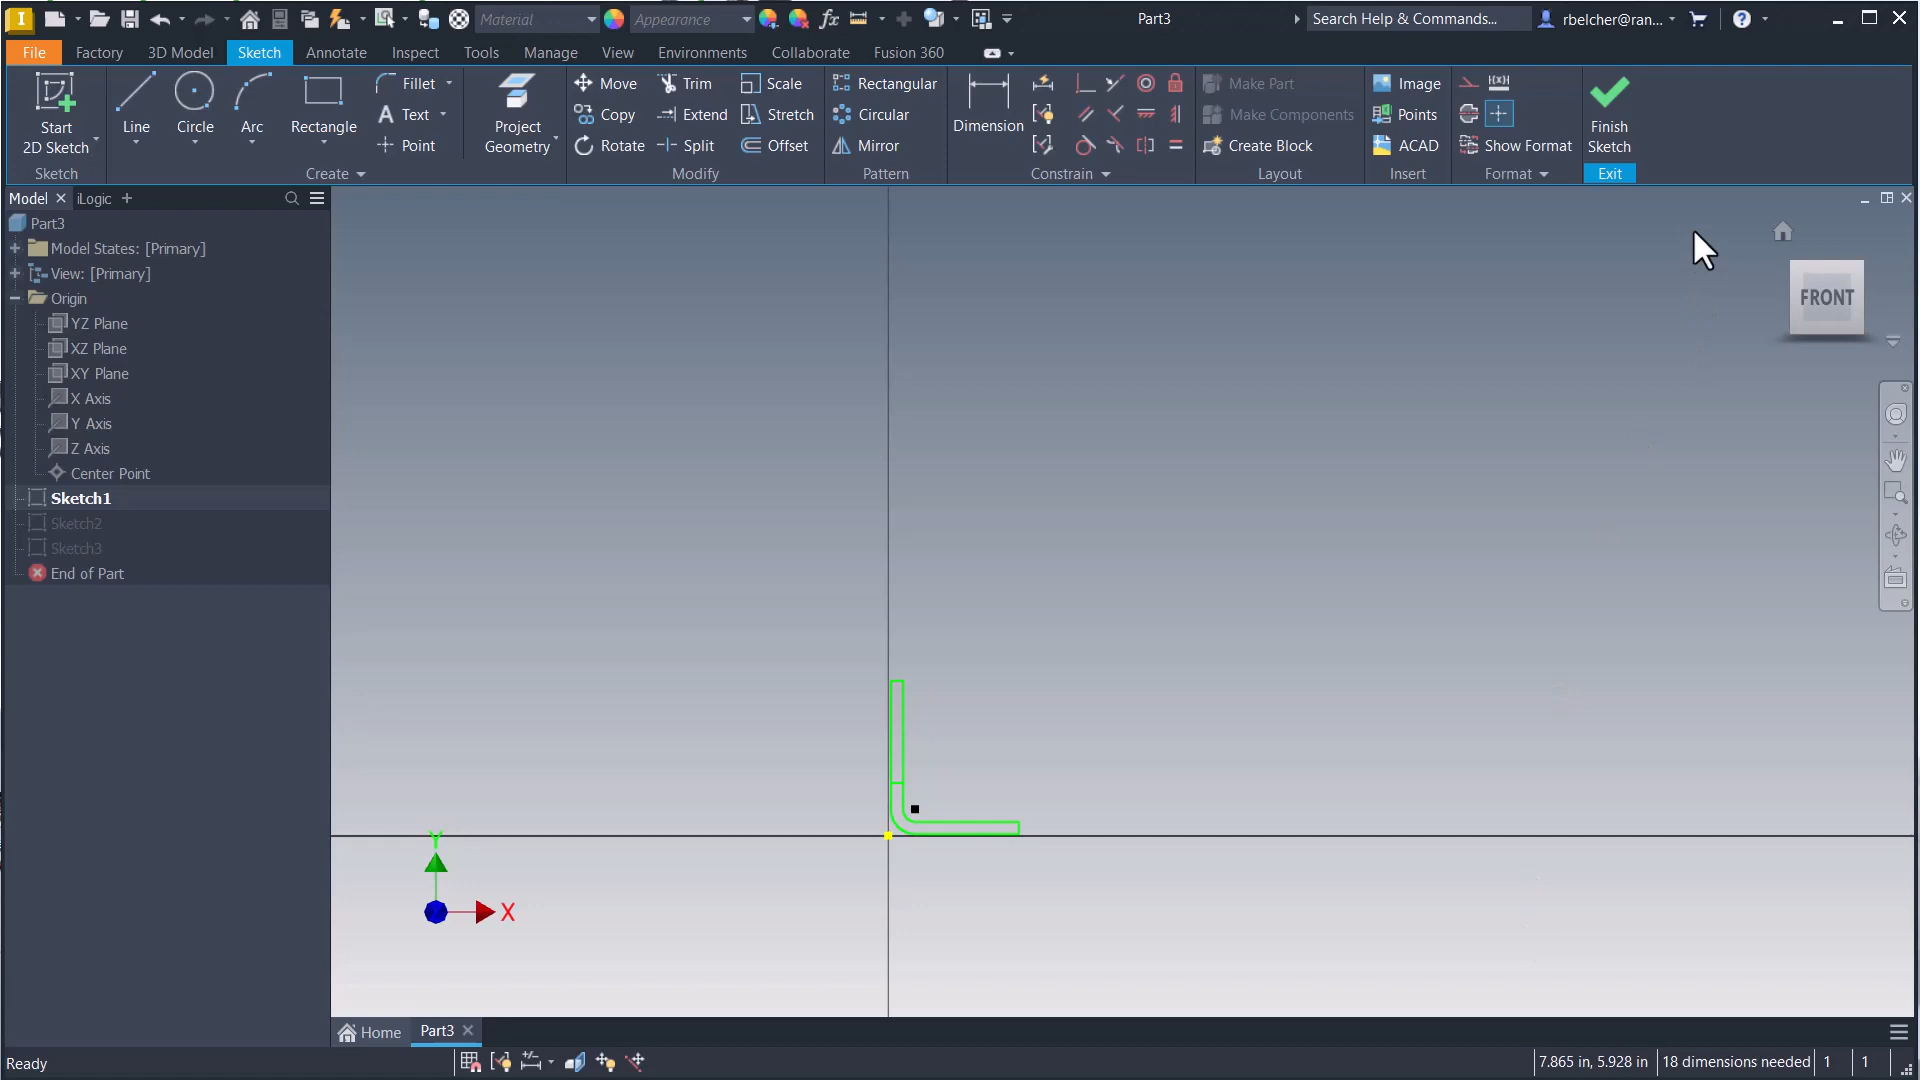 I Material Appearance fx Part3 Search Help & Commands... rbelcher@ran...
File Factory 3D Model Sketch Annotate Inspect Tools Manage View Environments Collaborate Fusion 360
Start 2D Sketch
Line
Circle
Arc
Rectangle
Fillet
Text
Point
Project Geometry
Move
Copy
Rotate
Trim
Extend
Split
Scale
Stretch
Offset
Rectangular
Circular
Mirror
Dimension
Make Part
Make Components
Create Block
Image
Points
ACAD
Show Format
Finish Sketch
Sketch Create Modify Pattern Constrain Layout Insert Format Exit
Model iLogic
Part3
Model States: [Primary]
View: [Primary]
Origin
YZ Plane
XZ Plane
XY Plane
X Axis
Y Axis
Z Axis
Center Point
Sketch1
Sketch2
Sketch3
End of Part
FRONT
Y
X
Home Part3
Ready 7.865 in, 5.928 in 18 dimensions needed 1 1